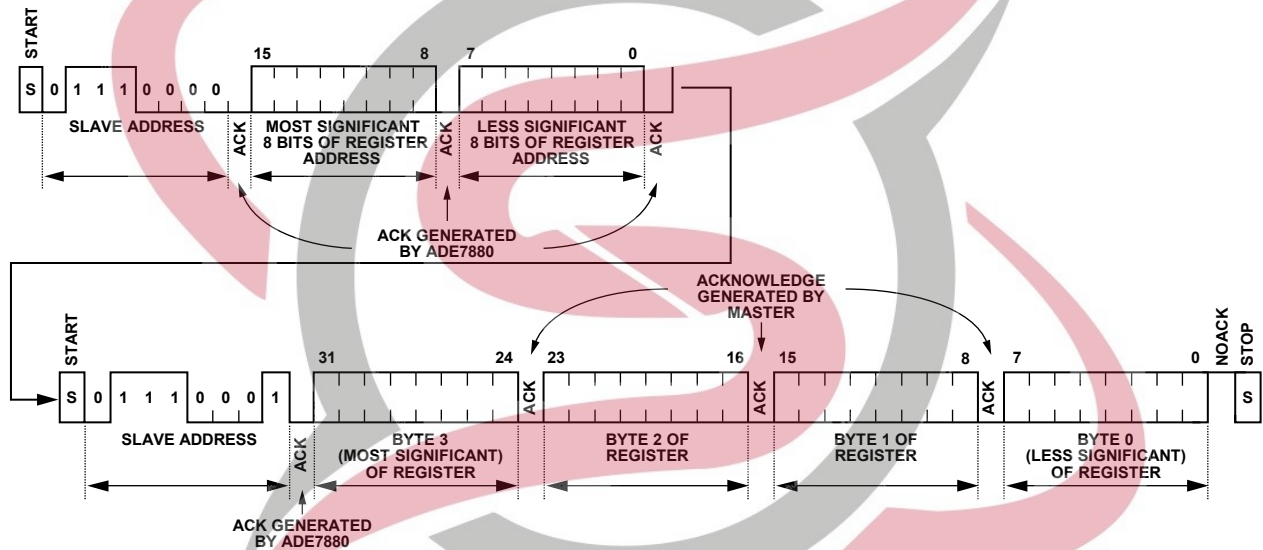 START
15 8 7 0
S 0 1 1 1 0 0 0 0
SLAVE ADDRESS
ACK
MOST SIGNIFICANT
8 BITS OF REGISTER
ADDRESS
ACK
LESS SIGNIFICANT
8 BITS OF REGISTER
ADDRESS
ACK
ACK GENERATED
BY ADE7880
ACKNOWLEDGE
GENERATED BY
MASTER
START
31 24 23 16 15 8 7 0
NOACK
STOP
S 0 1 1 1 0 0 0 1
ACK
ACK
ACK
S
SLAVE ADDRESS
ACK
BYTE 3
(MOST SIGNIFICANT)
OF REGISTER
BYTE 2 OF
REGISTER
BYTE 1 OF
REGISTER
BYTE 0
(LESS SIGNIFICANT)
OF REGISTER
ACK GENERATED
BY ADE7880